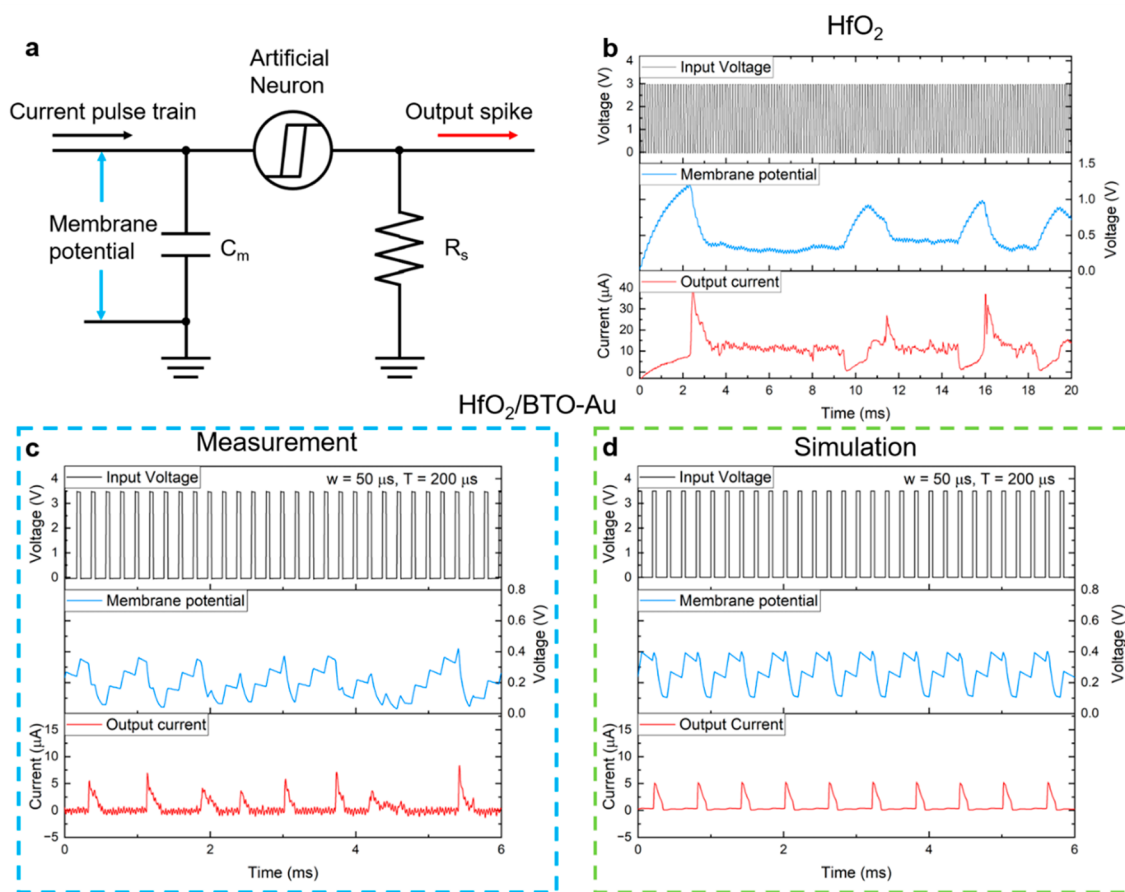 a
Artificial
Neuron
Current pulse train
Output spike
Membrane
potential
Cm
Rs
HfO2
b
Input Voltage
Voltage (V)
4
3
2
1
0
Membrane potential
Voltage (V)
1.5
1.0
0.5
0.0
Output current
Current (μA)
40
30
20
10
0
0 2 4 6 8 10 12 14 16 18 20
Time (ms)
HfO2/BTO-Au
c
Measurement
Input Voltage
w = 50 μs, T = 200 μs
Voltage (V)
4
3
2
1
0
Membrane potential
Voltage (V)
0.8
0.6
0.4
0.2
0.0
Output current
Current (μA)
15
10
5
0
−5
0 2 4 6
Time (ms)
d
Simulation
Input Voltage
w = 50 μs, T = 200 μs
Voltage (V)
4
3
2
1
0
Membrane potential
Voltage (V)
0.8
0.6
0.4
0.2
0.0
Output Current
Current (μA)
15
10
5
0
−5
0 2 4 6
Time (ms)